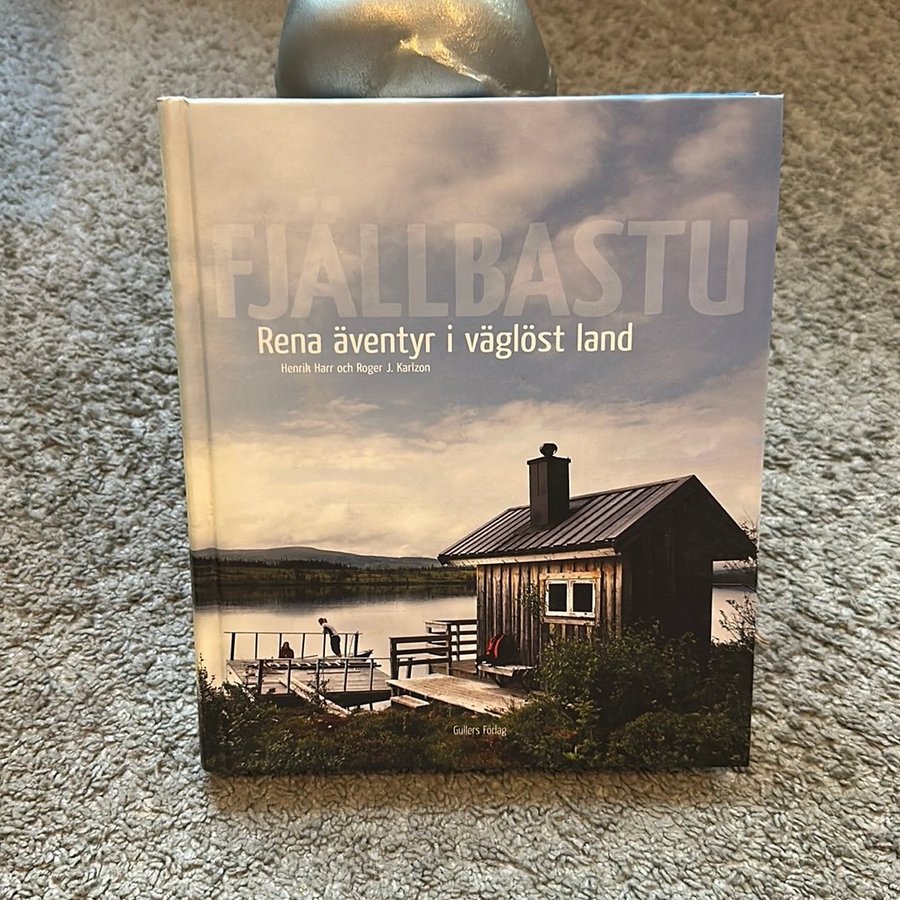 FJÄLLBASTU
Rena äventyr i väglöst land
Henrik Harr och Roger J. Karlzon
Gullers Förlag